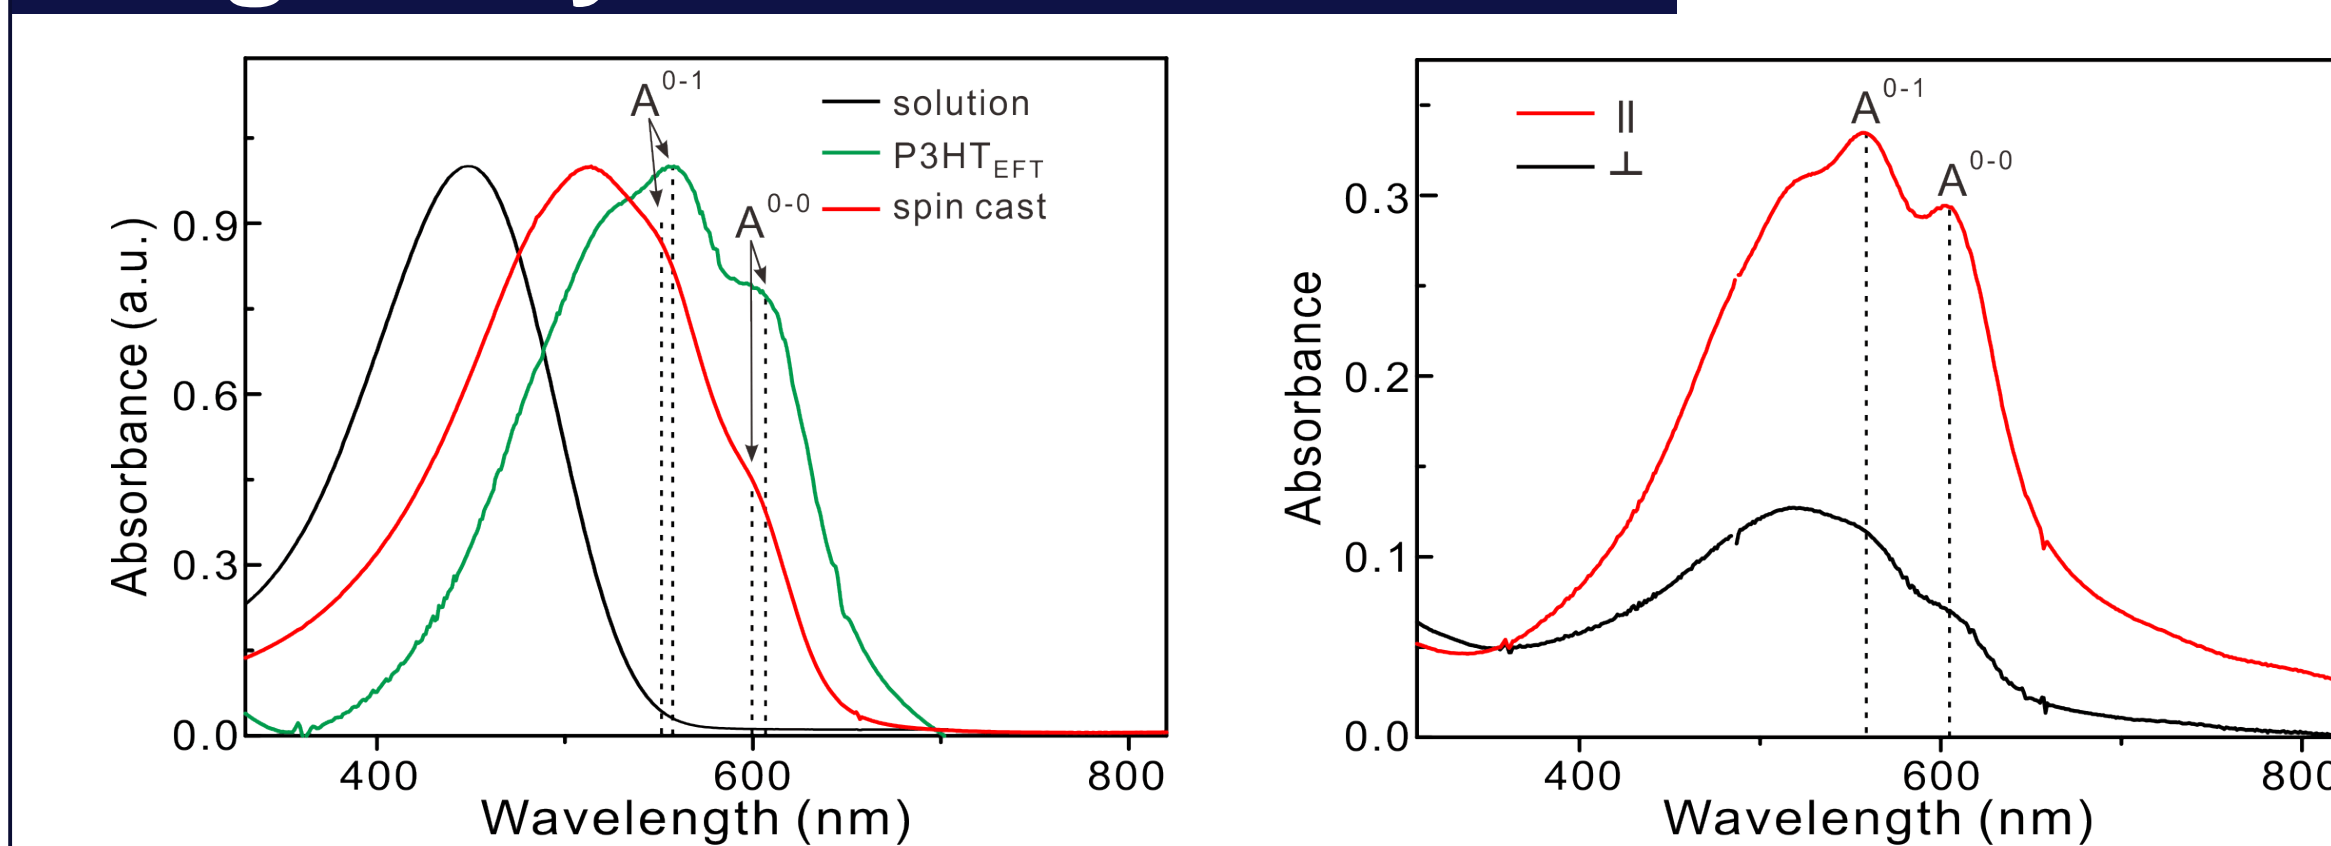 A0-1
solution
P3HTEFT
A0-0
spin cast
Absorbance (a.u.)
0.9
0.6
0.3
0.0
400 600 800
Wavelength (nm)
||
⊥
A0-1
A0-0
Absorbance
0.3
0.2
0.1
0.0
400 600
Wavelength (nm)